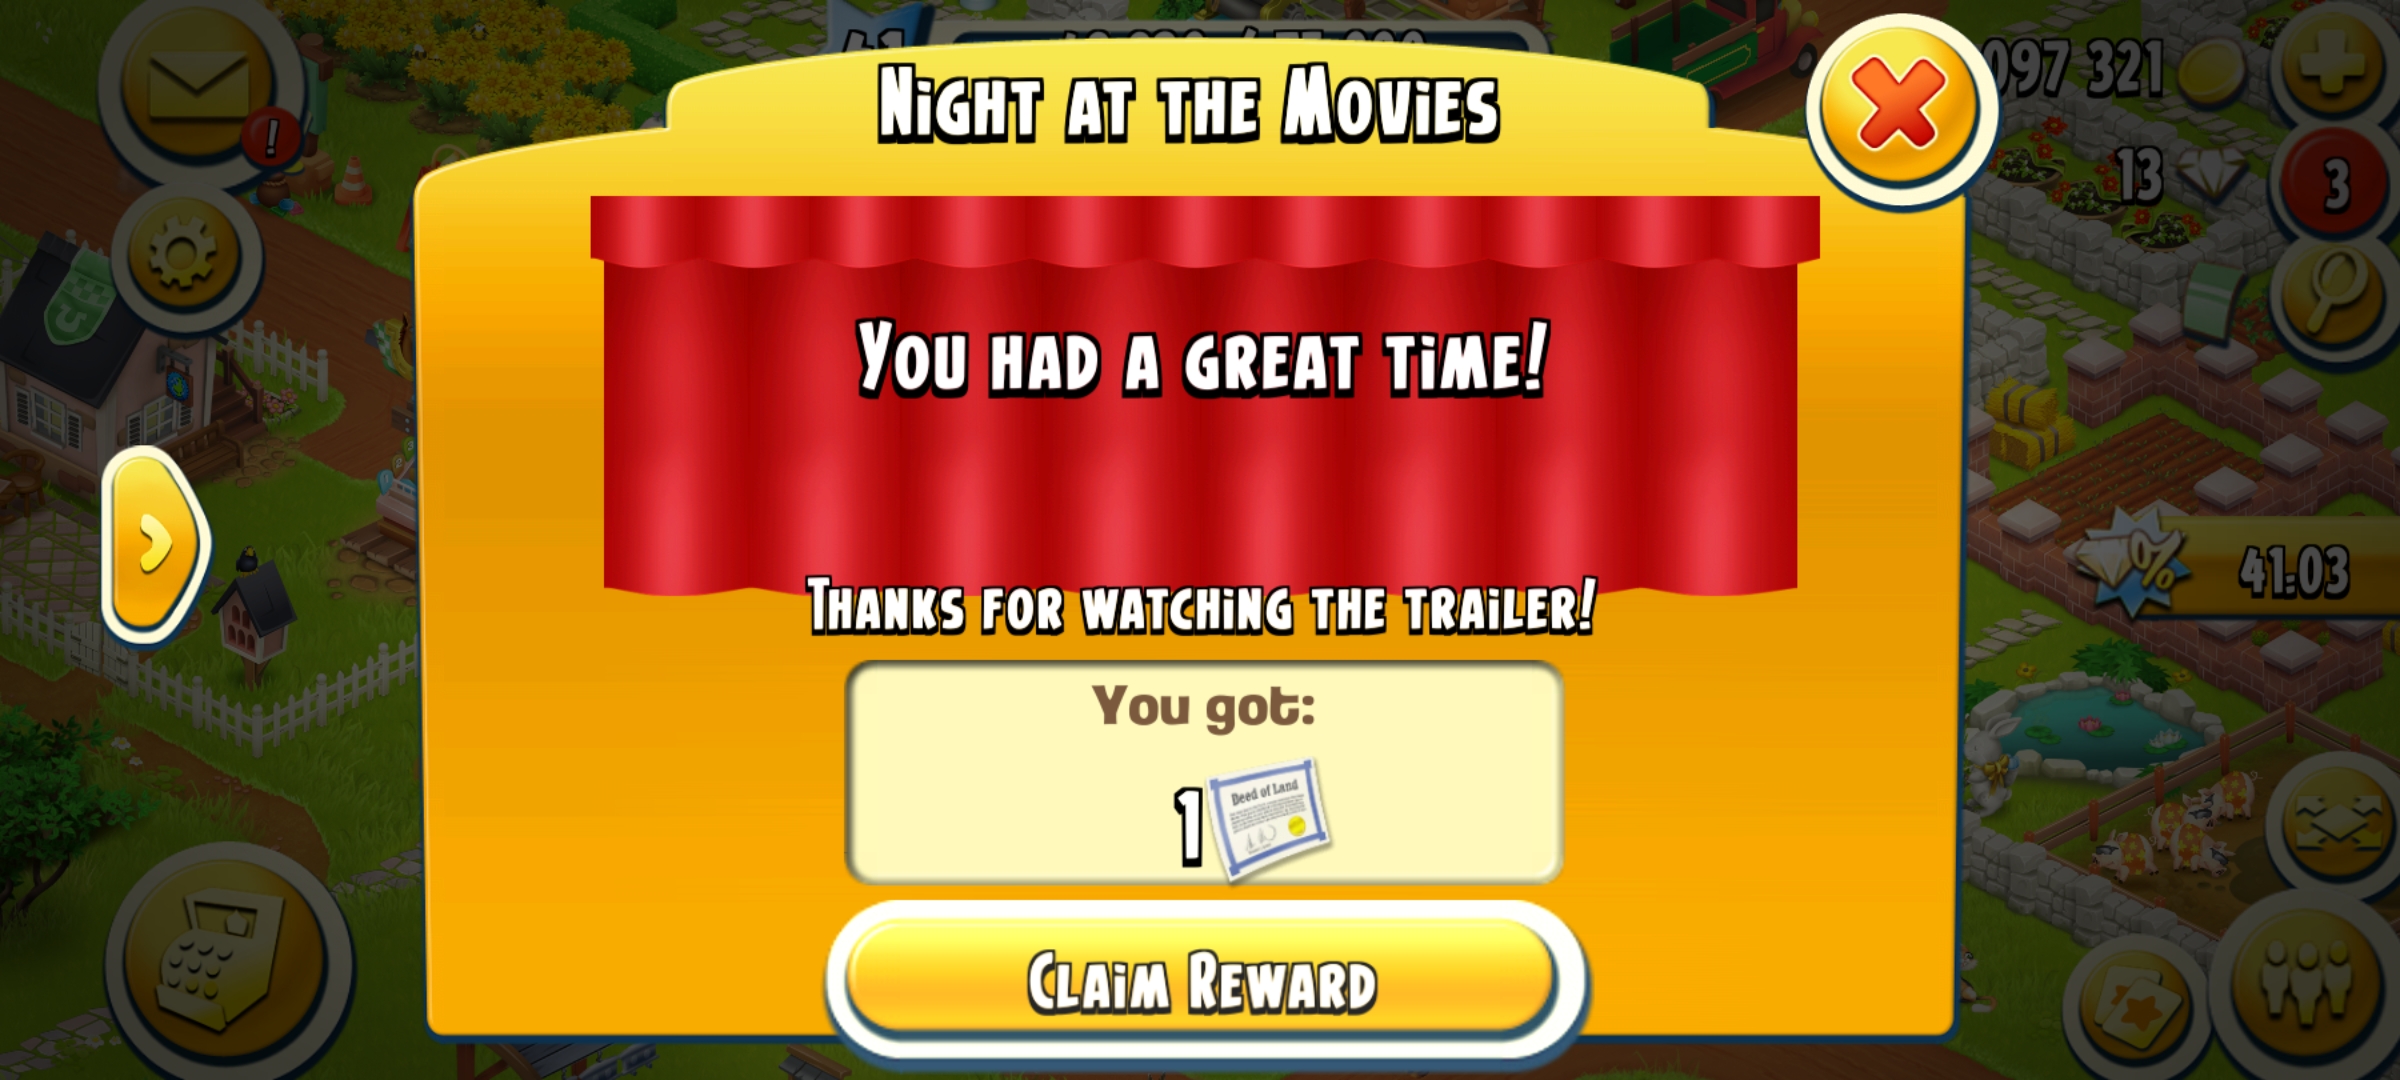 Night at the Movies
097 321
13
3
You had a great time!
41:03
Thanks for watching the trailer!
You got:
1
Deed of Land
Claim Reward